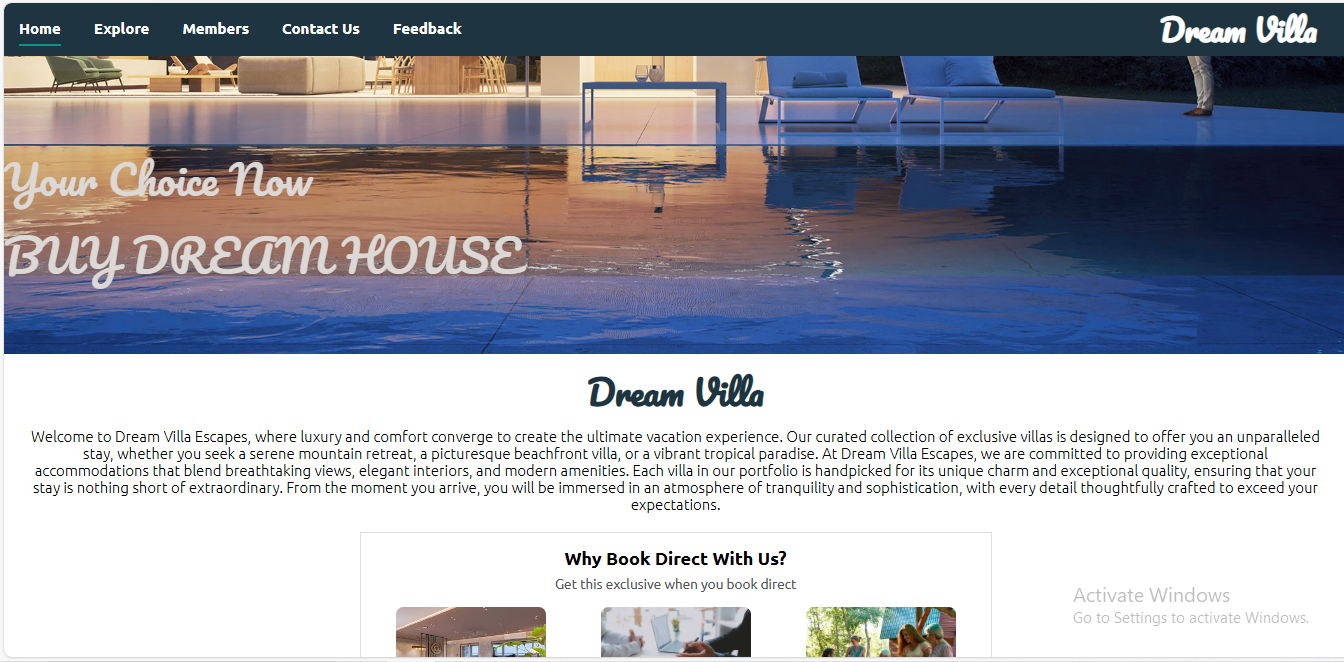 Home Explore Members Contact Us Feedback Dream Villa
Your Choice Now
BUY DREAM HOUSE
Dream Villa
Welcome to Dream Villa Escapes, where luxury and comfort converge to create the ultimate vacation experience. Our curated collection of exclusive villas is designed to offer you an unparalleled
stay, whether you seek a serene mountain retreat, a picturesque beachfront villa, or a vibrant tropical paradise. At Dream Villa Escapes, we are committed to providing exceptional
accommodations that blend breathtaking views, elegant interiors, and modern amenities. Each villa in our portfolio is handpicked for its unique charm and exceptional quality, ensuring that your
stay is nothing short of extraordinary. From the moment you arrive, you will be immersed in an atmosphere of tranquility and sophistication, with every detail thoughtfully crafted to exceed your
expectations.
Why Book Direct With Us?
Get this exclusive when you book direct
Activate Windows
Go to Settings to activate Windows.